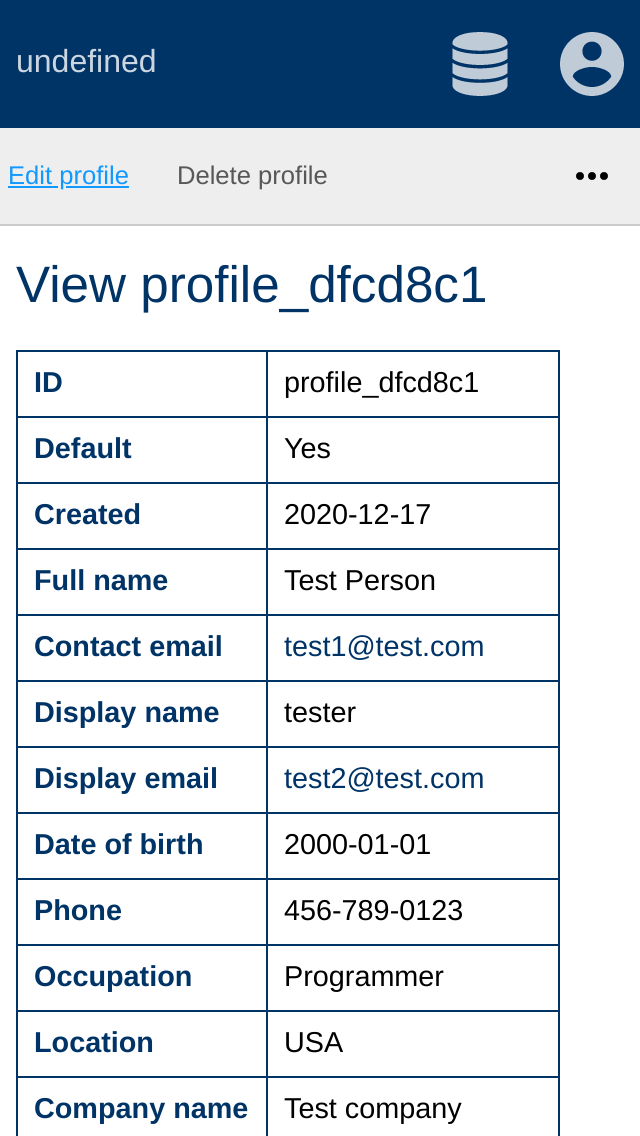 undefined
Edit profile Delete profile •••
View profile_dfcd8c1
ID profile_dfcd8c1
Default Yes
Created 2020-12-17
Full name Test Person
Contact email test1@test.com
Display name tester
Display email test2@test.com
Date of birth 2000-01-01
Phone 456-789-0123
Occupation Programmer
Location USA
Company name Test company